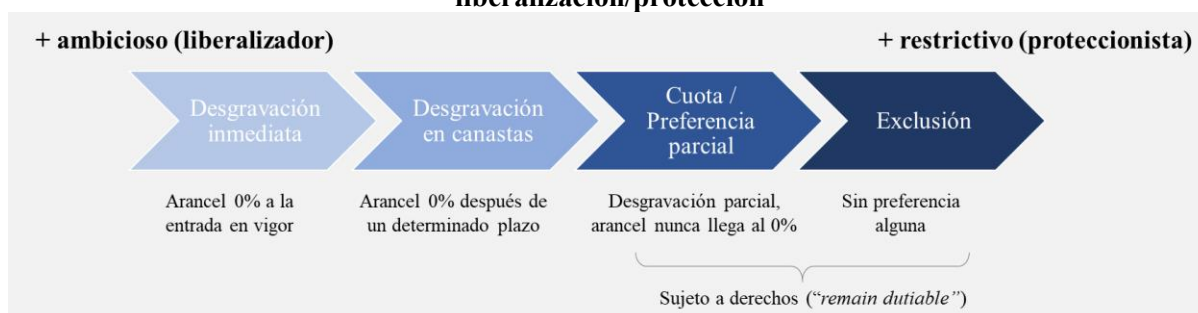 liberalización/protección
+ ambicioso (liberalizador)
+ restrictivo (proteccionista)
Desgravación
inmediata
Desgravación
en canastas
Cuota /
Preferencia
parcial
Exclusión
Arancel 0% a la
entrada en vigor
Arancel 0% después de
un determinado plazo
Desgravación parcial,
arancel nunca llega al 0%
Sin preferencia
alguna
Sujeto a derechos (“remain dutiable”)